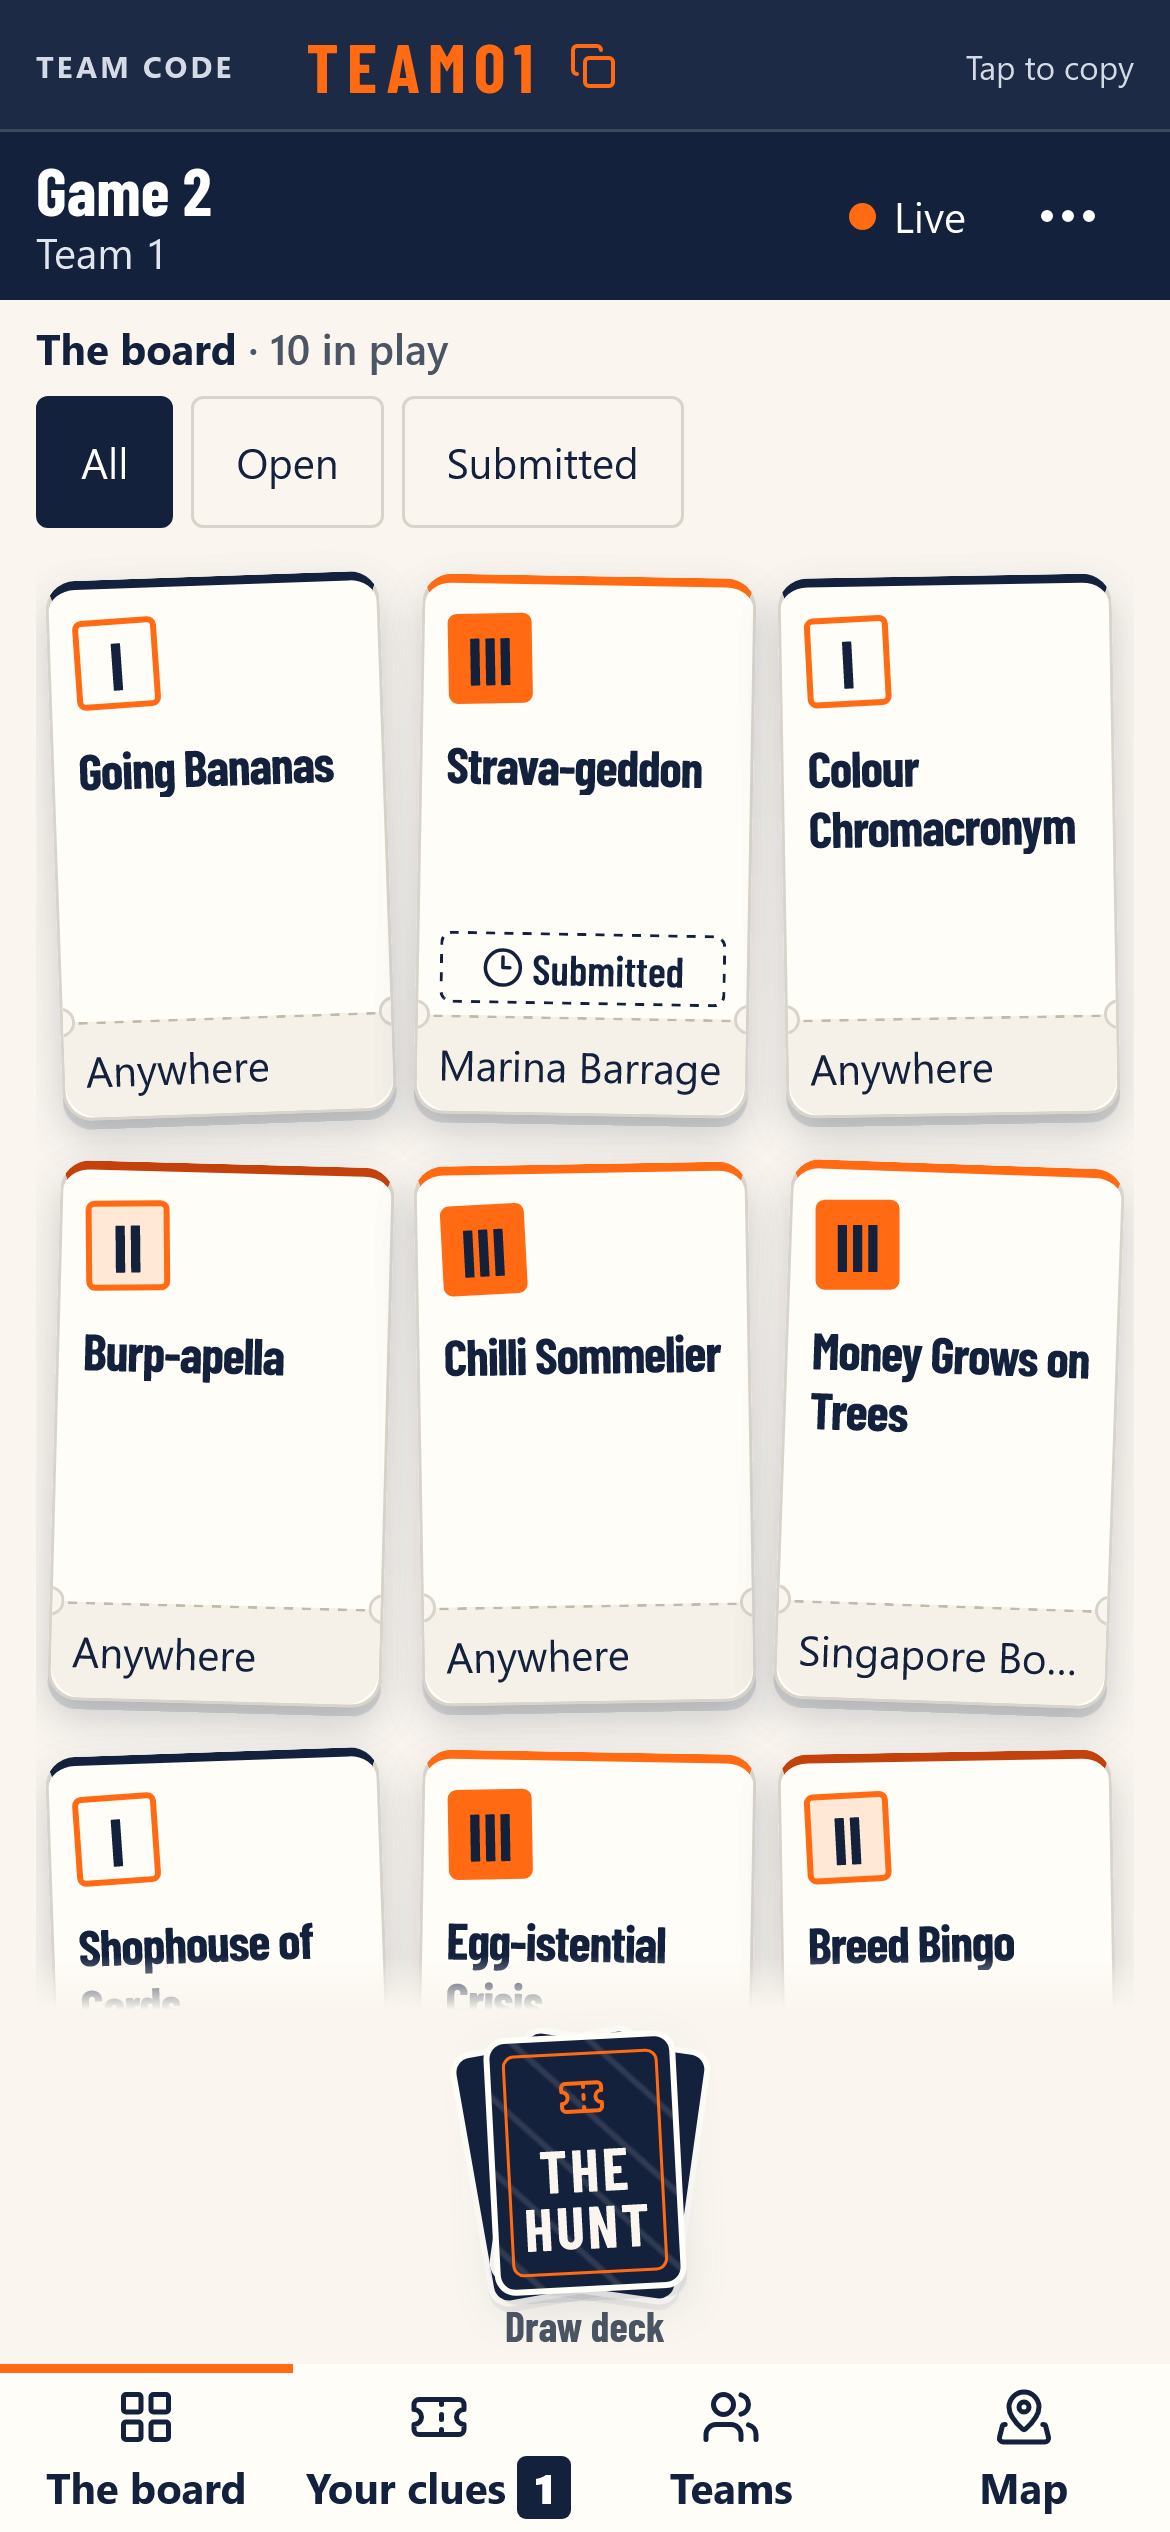 TEAM CODE TEAM01 Tap to copy
Game 2
Team 1
Live
The board · 10 in play
All Open Submitted
I
Going Bananas
Anywhere
III
Strava-geddon
Submitted
Marina Barrage
I
Colour
Chromacronym
Anywhere
II
Burp-apella
Anywhere
III
Chilli Sommelier
Anywhere
III
Money Grows on
Trees
Singapore Bo...
I
Shophouse of
Cards
III
Egg-istential
Crisis
II
Breed Bingo
THE
HUNT
Draw deck
The board
Your clues 1
Teams
Map